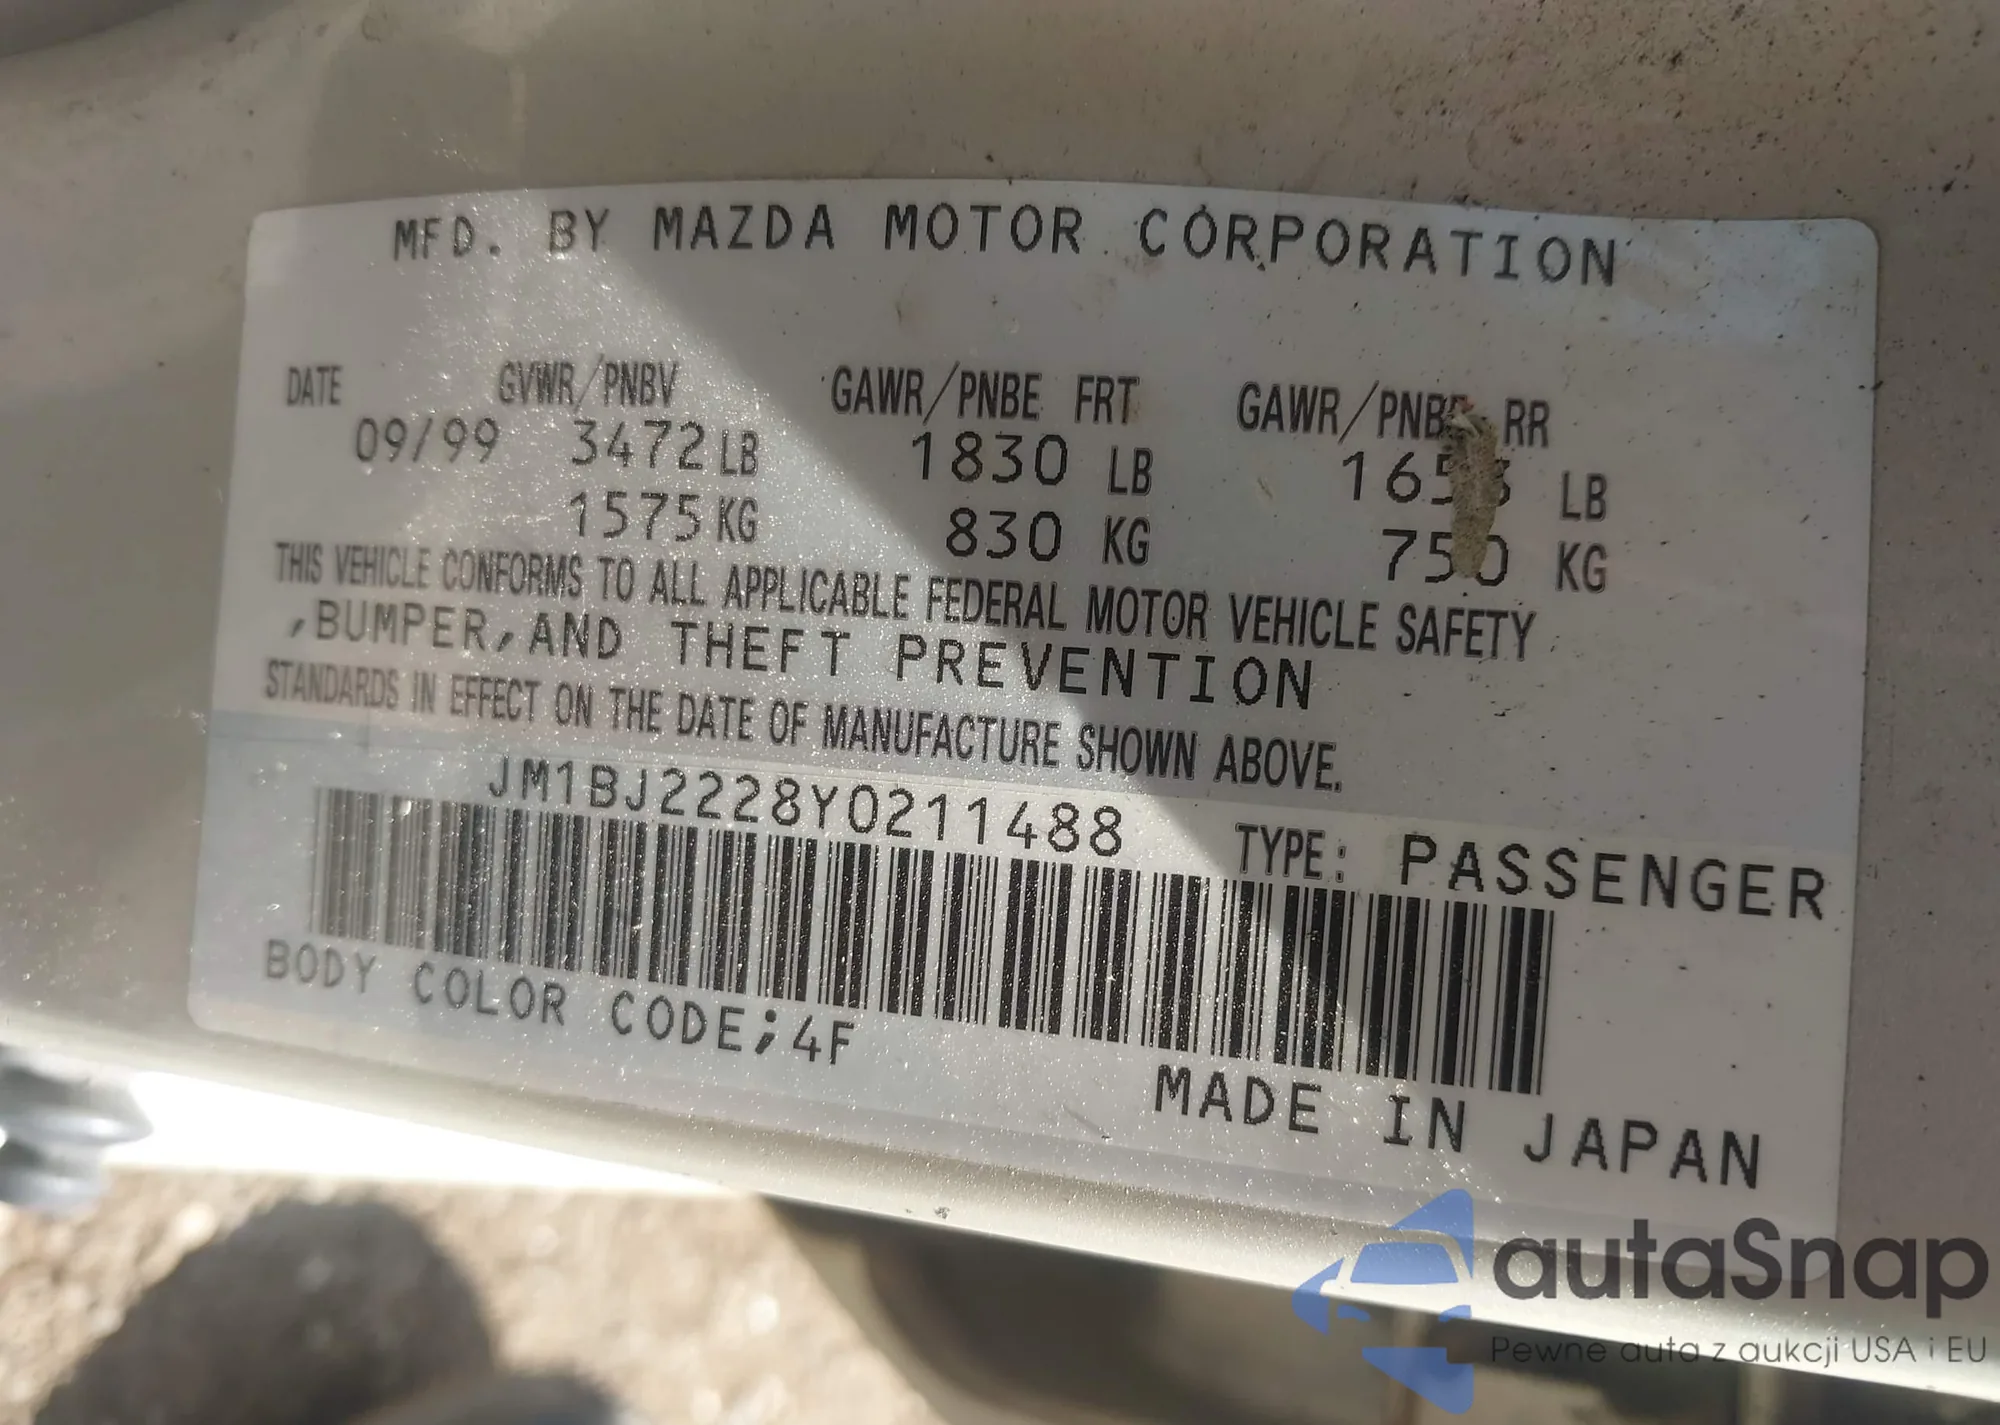 MFD. BY MAZDA MOTOR CORPORATION
DATE GVWR/PNBV GAWR/PNBE FRT GAWR/PNBE RR
09/99 3472 LB 1830 LB 1653 LB
1575 KG 830 KG 750 KG
THIS VEHICLE CONFORMS TO ALL APPLICABLE FEDERAL MOTOR VEHICLE SAFETY
,BUMPER,AND THEFT PREVENTION
STANDARDS IN EFFECT ON THE DATE OF MANUFACTURE SHOWN ABOVE.
JM1BJ2228Y0211488 TYPE: PASSENGER
BODY COLOR CODE;4F
MADE IN JAPAN
autaSnap
Pewne auta z aukcji USA i EU